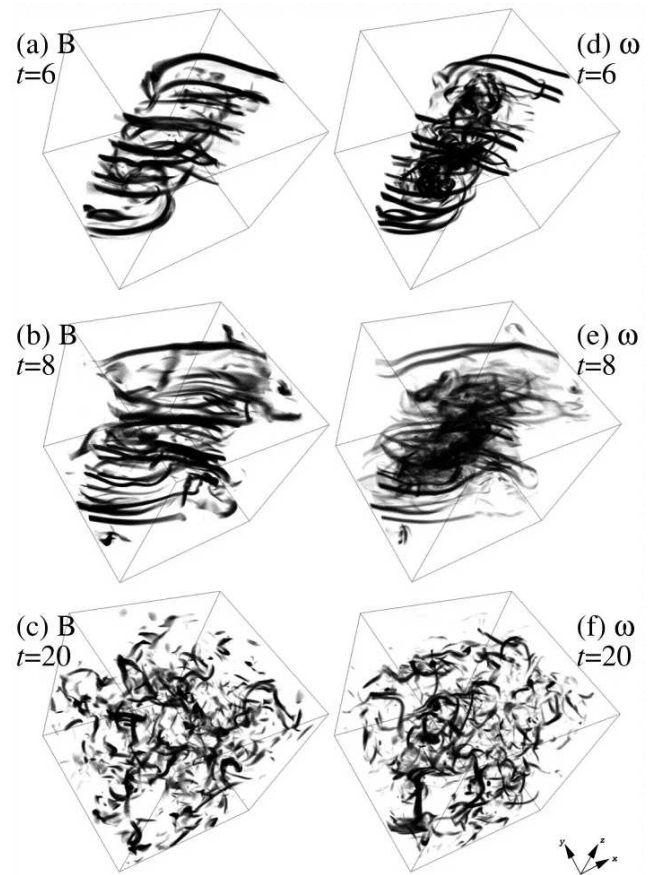 (a) B
t=6
(d) ω
t=6
(b) B
t=8
(e) ω
t=8
(c) B
t=20
(f) ω
t=20
y
z
x